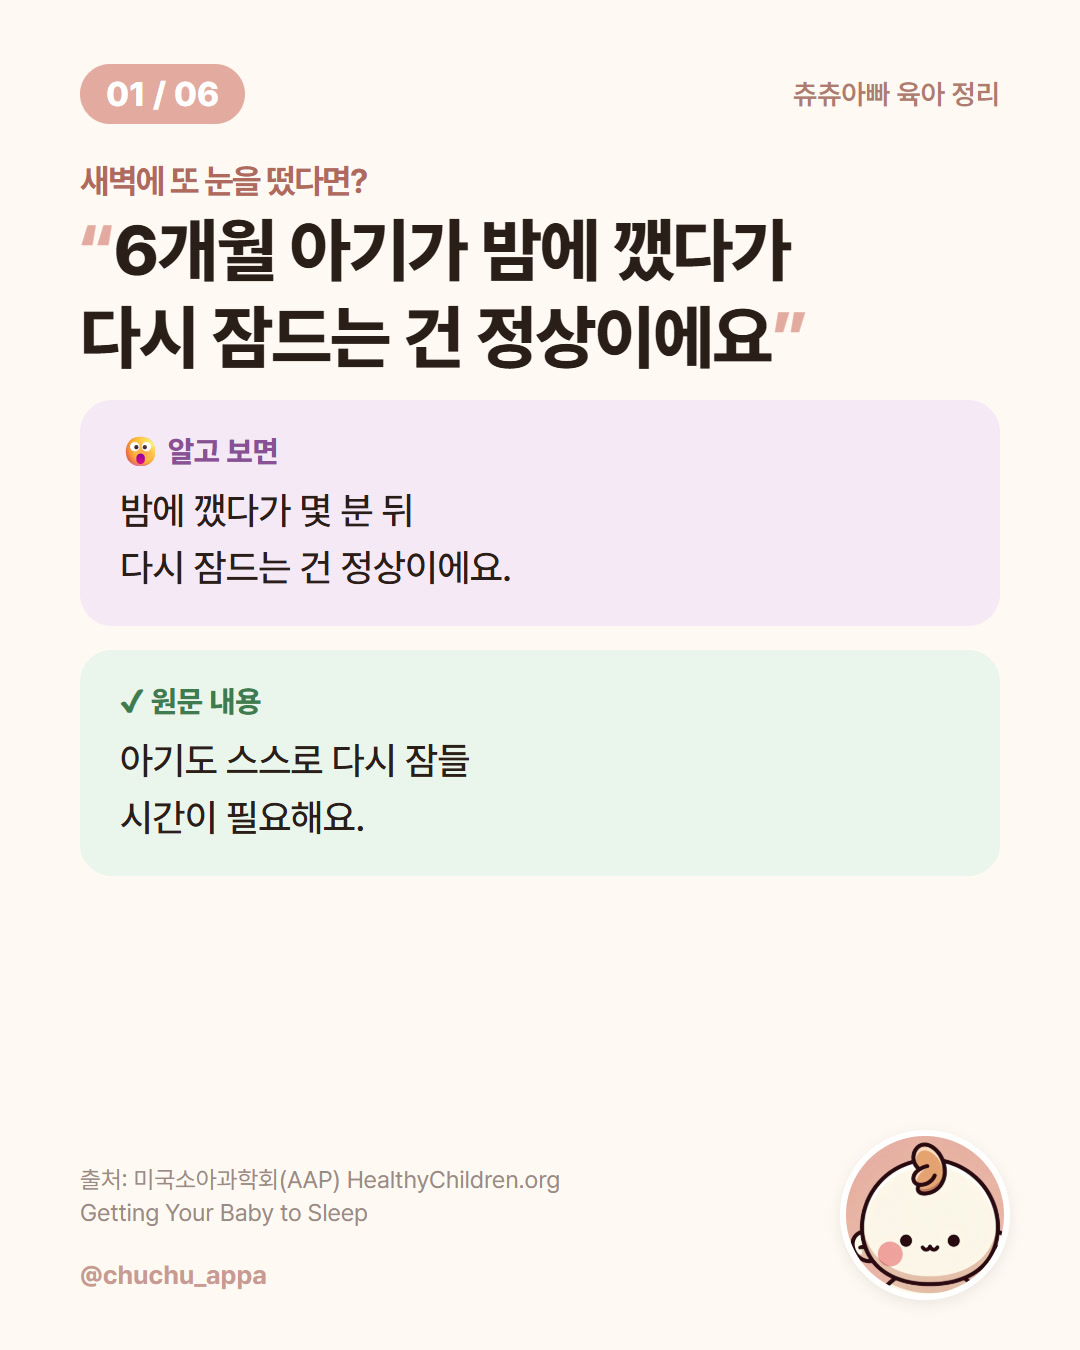 01 / 06
츄츄아빠 육아 정리
새벽에 또 눈을 떴다면?
“6개월 아기가 밤에 깼다가
다시 잠드는 건 정상이에요”
😲 알고 보면
밤에 깼다가 몇 분 뒤
다시 잠드는 건 정상이에요.
✓ 원문 내용
아기도 스스로 다시 잠들
시간이 필요해요.
출처: 미국소아과학회(AAP) HealthyChildren.org
Getting Your Baby to Sleep
@chuchu_appa